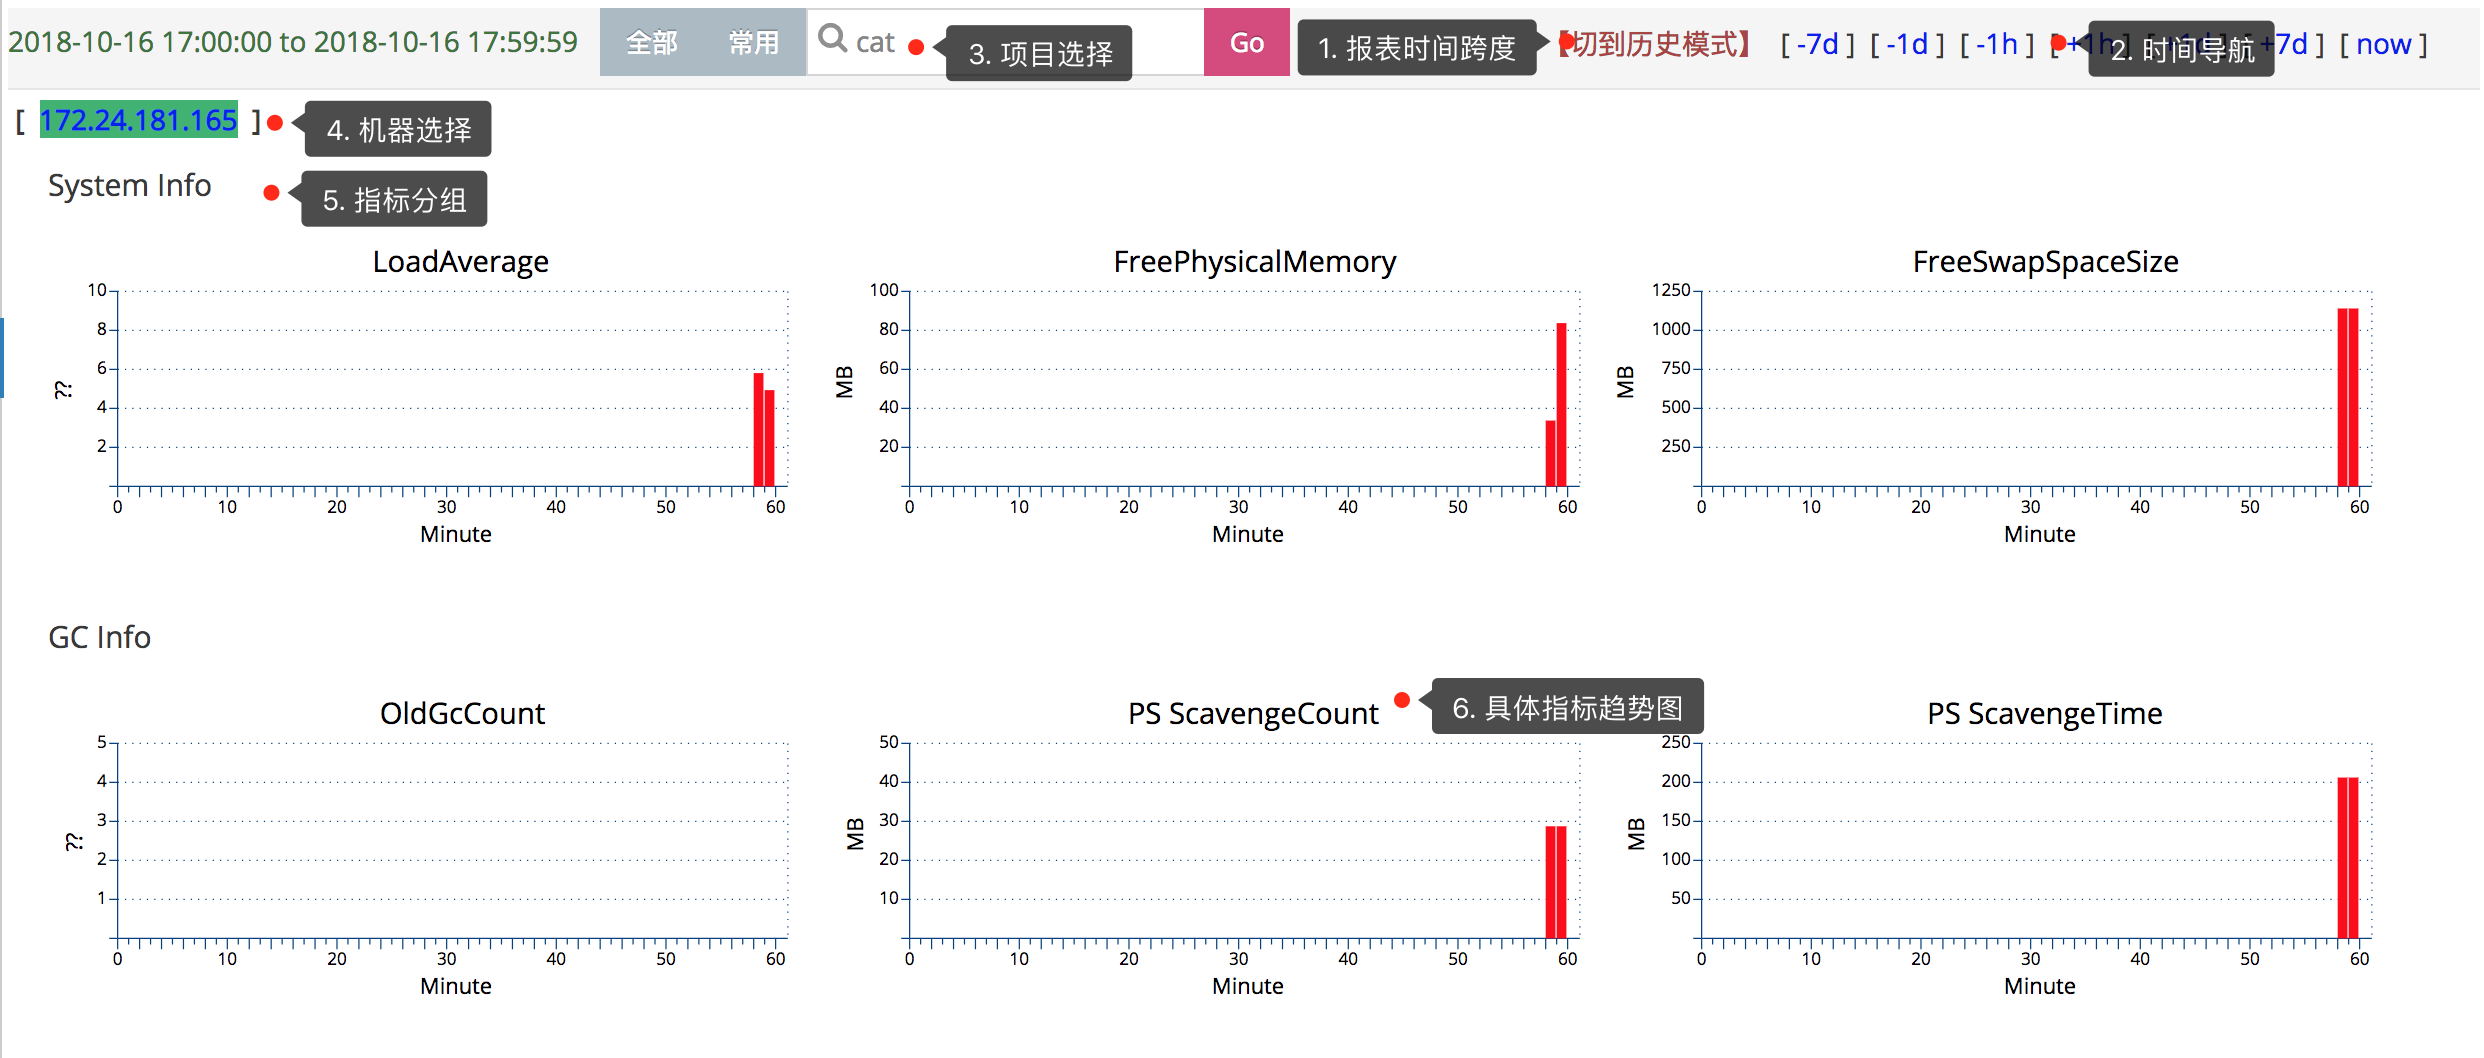 2018-10-16 17:00:00 to 2018-10-16 17:59:59 全部 常用 cat 3. 项目选择 Go 1. 报表时间跨度 【切到历史模式】 [ -7d ] [ -1d ] [ -1h ] [ +1h 2. 时间导航 +7d ] [ now ]
[ 172.24.181.165 ] 4. 机器选择
System Info 5. 指标分组
LoadAverage
10
8
6
4
2
??
0 10 20 30 40 50 60
Minute
FreePhysicalMemory
100
80
60
40
20
MB
0 10 20 30 40 50 60
Minute
FreeSwapSpaceSize
1250
1000
750
500
250
MB
0 10 20 30 40 50 60
Minute
GC Info
OldGcCount
5
4
3
2
1
??
0 10 20 30 40 50 60
Minute
PS ScavengeCount 6. 具体指标趋势图
50
40
30
20
10
MB
0 10 20 30 40 50 60
Minute
PS ScavengeTime
250
200
150
100
50
MB
0 10 20 30 40 50 60
Minute